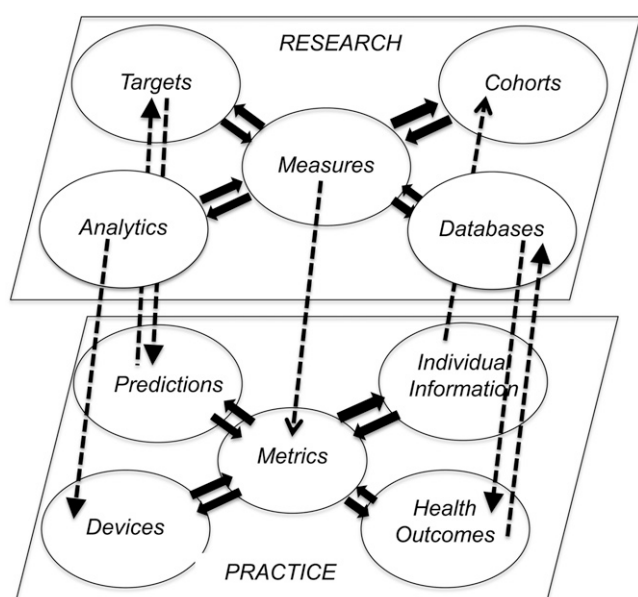 RESEARCH
Targets
Cohorts
Measures
Analytics
Databases
Predictions
Individual
Information
Metrics
Devices
Health
Outcomes
PRACTICE